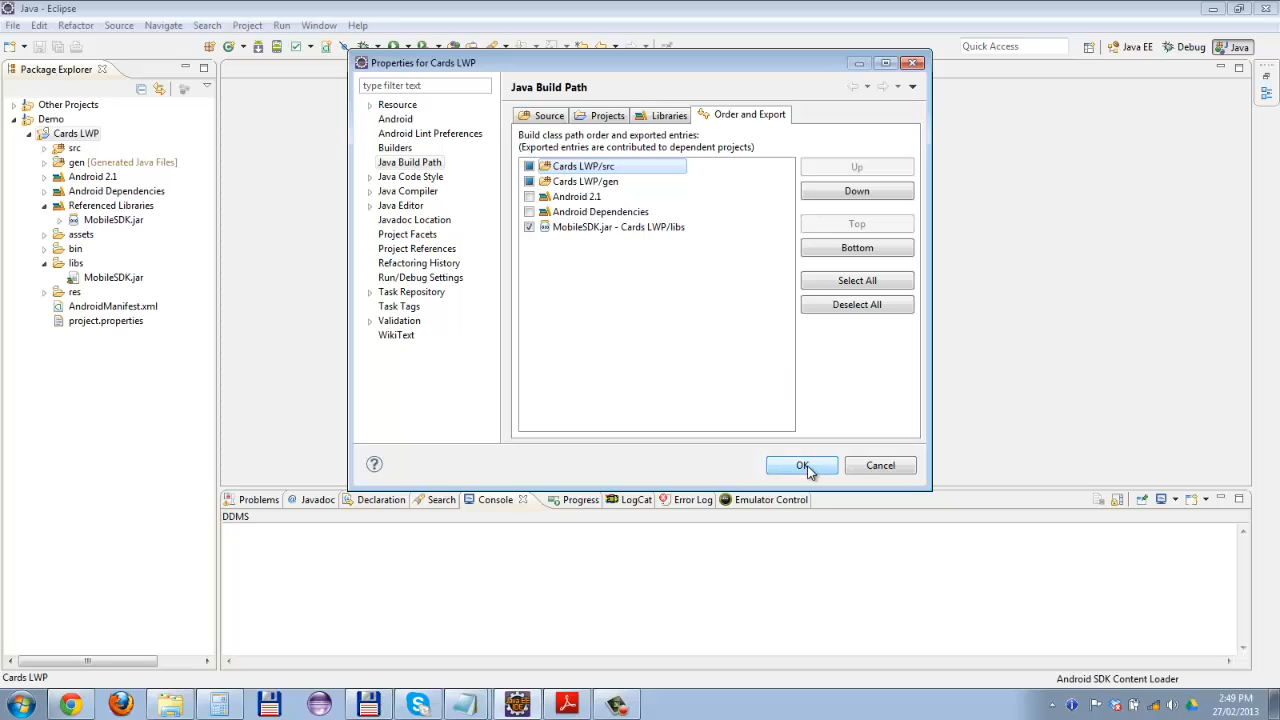 Java - Eclipse
File Edit Refactor Source Navigate Search Project Run Window Help
Quick Access
Java EE
Debug
Java
Package Explorer
Other Projects
Demo
Cards LWP
src
gen [Generated Java Files]
Android 2.1
Android Dependencies
Referenced Libraries
MobileSDK.jar
assets
bin
libs
MobileSDK.jar
res
AndroidManifest.xml
project.properties
Properties for Cards LWP
type filter text
Resource
Android
Android Lint Preferences
Builders
Java Build Path
Java Code Style
Java Compiler
Java Editor
Javadoc Location
Project Facets
Project References
Refactoring History
Run/Debug Settings
Task Repository
Task Tags
Validation
WikiText
Java Build Path
Source Projects Libraries Order and Export
Build class path order and exported entries:
(Exported entries are contributed to dependent projects)
Cards LWP/src
Cards LWP/gen
Android 2.1
Android Dependencies
MobileSDK.jar - Cards LWP/libs
Up
Down
Top
Bottom
Select All
Deselect All
OK
Cancel
Problems Javadoc Declaration Search Console Progress LogCat Error Log Emulator Control
DDMS
Cards LWP
Android SDK Content Loader
2:49 PM
27/02/2013